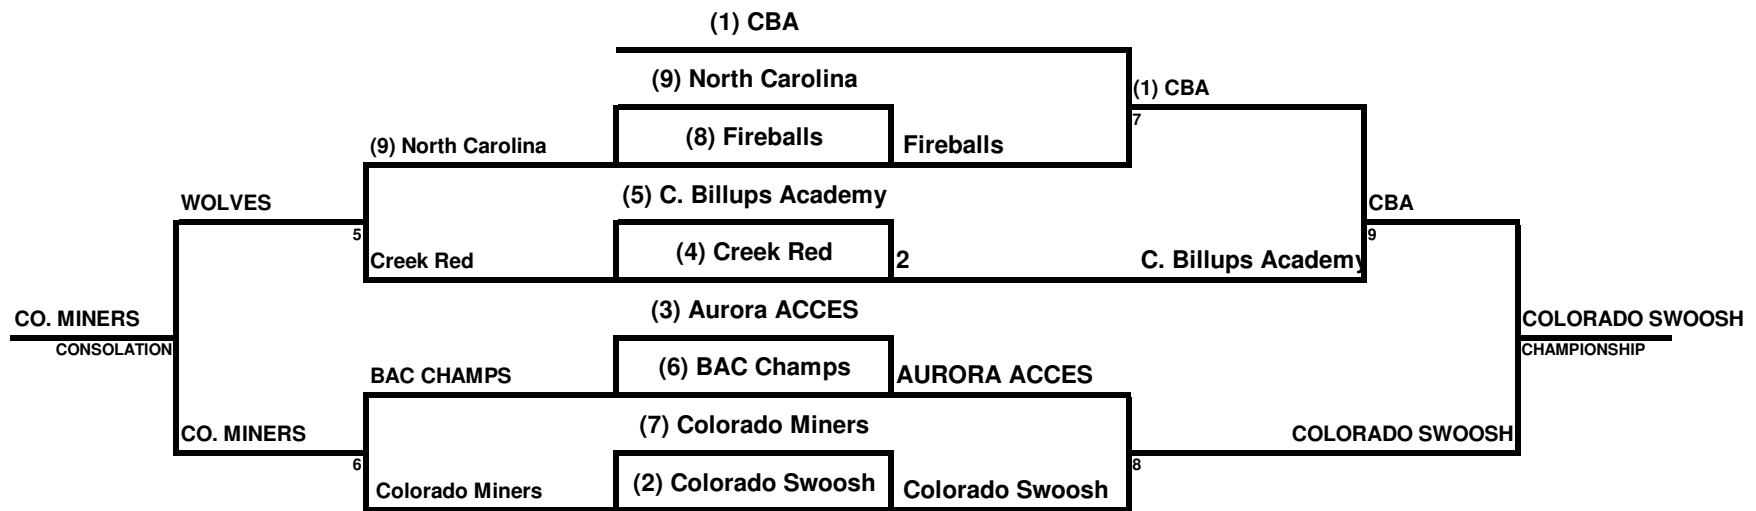 (1) CBA
(9) North Carolina
(1) CBA
7
(9) North Carolina
(8) Fireballs
Fireballs
WOLVES
(5) C. Billups Academy
CBA
5
9
Creek Red
(4) Creek Red
2
C. Billups Academy
(3) Aurora ACCES
CO. MINERS
COLORADO SWOOSH
CONSOLATION
CHAMPIONSHIP
BAC CHAMPS
(6) BAC Champs
AURORA ACCES
CO. MINERS
(7) Colorado Miners
COLORADO SWOOSH
6
8
Colorado Miners
(2) Colorado Swoosh
Colorado Swoosh